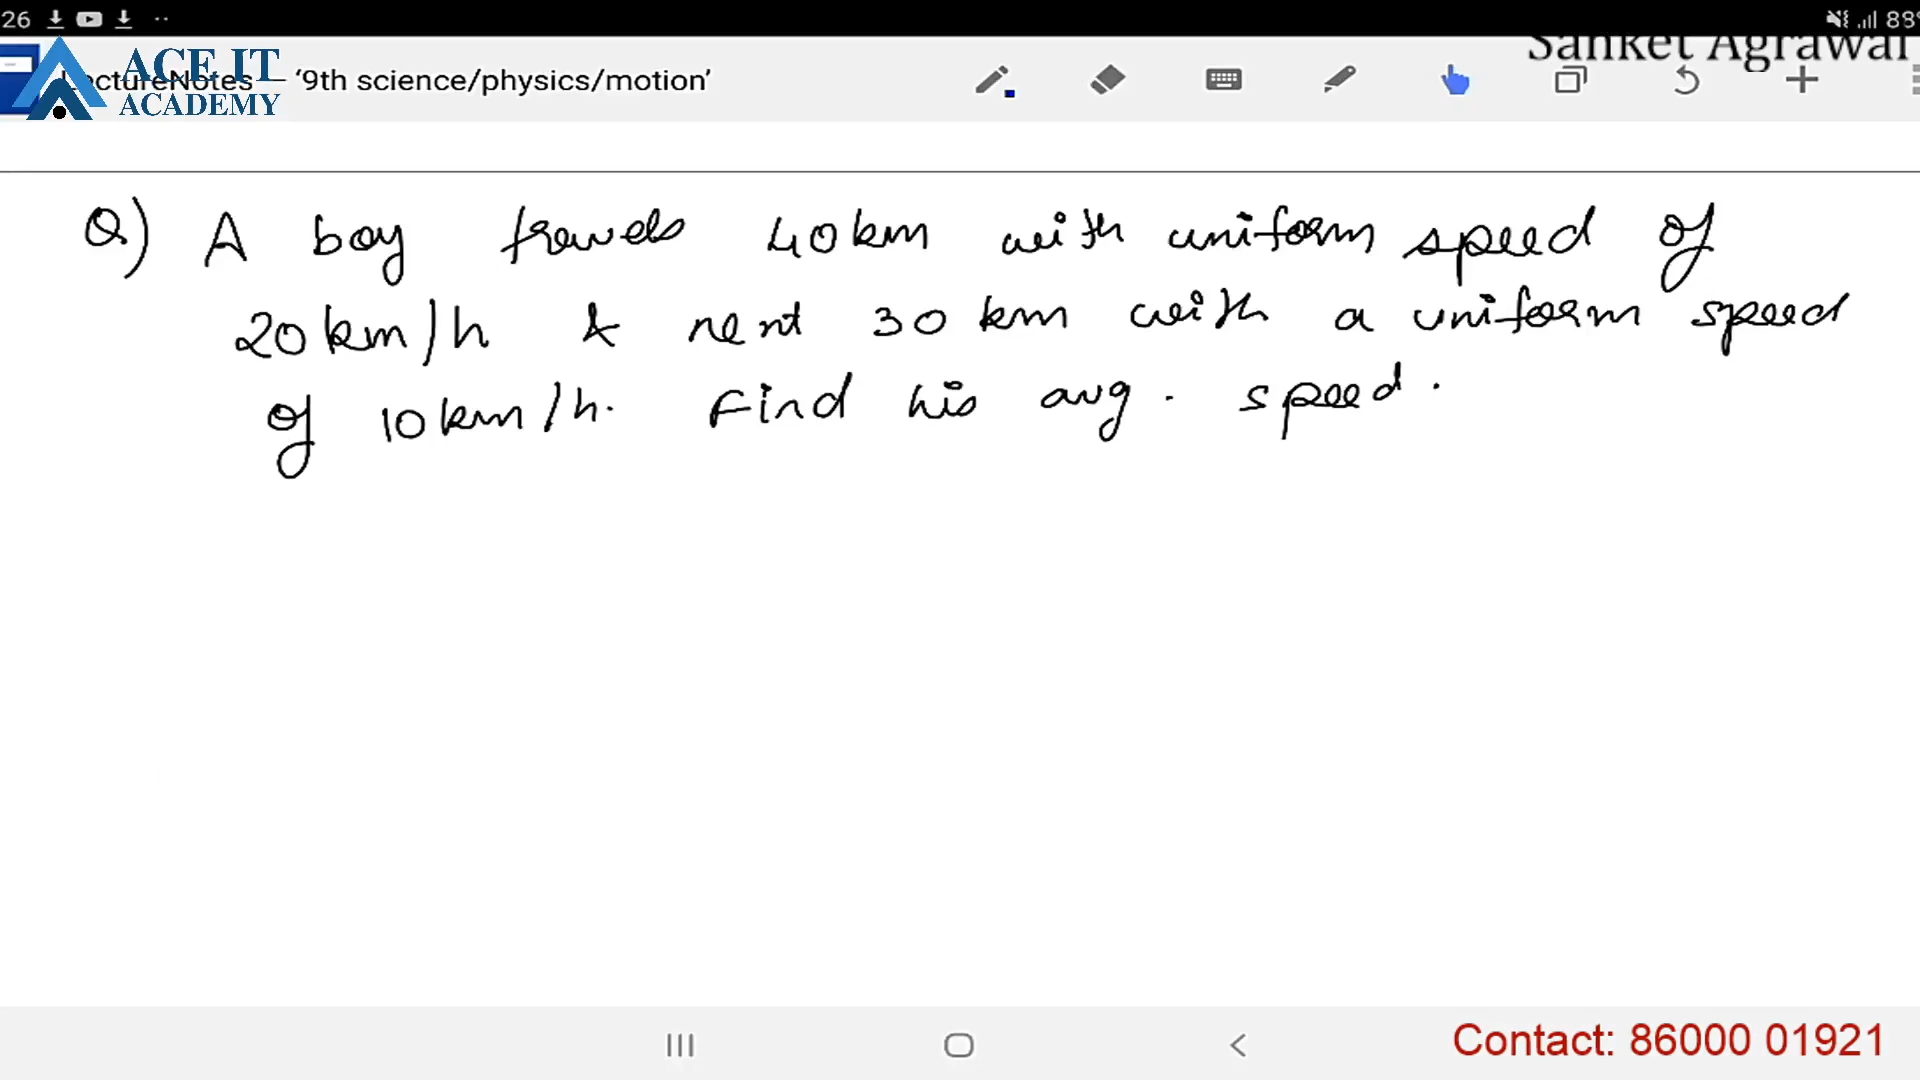 26
88%
Sanket Agrawal
ACE IT
ACADEMY
LectureNotes – ‘9th science/physics/motion’
Q) A boy travels 40 km with uniform speed of
20 km/h & next 30 km with a uniform speed
of 10 km/h. Find his avg. speed.
Contact: 86000 01921